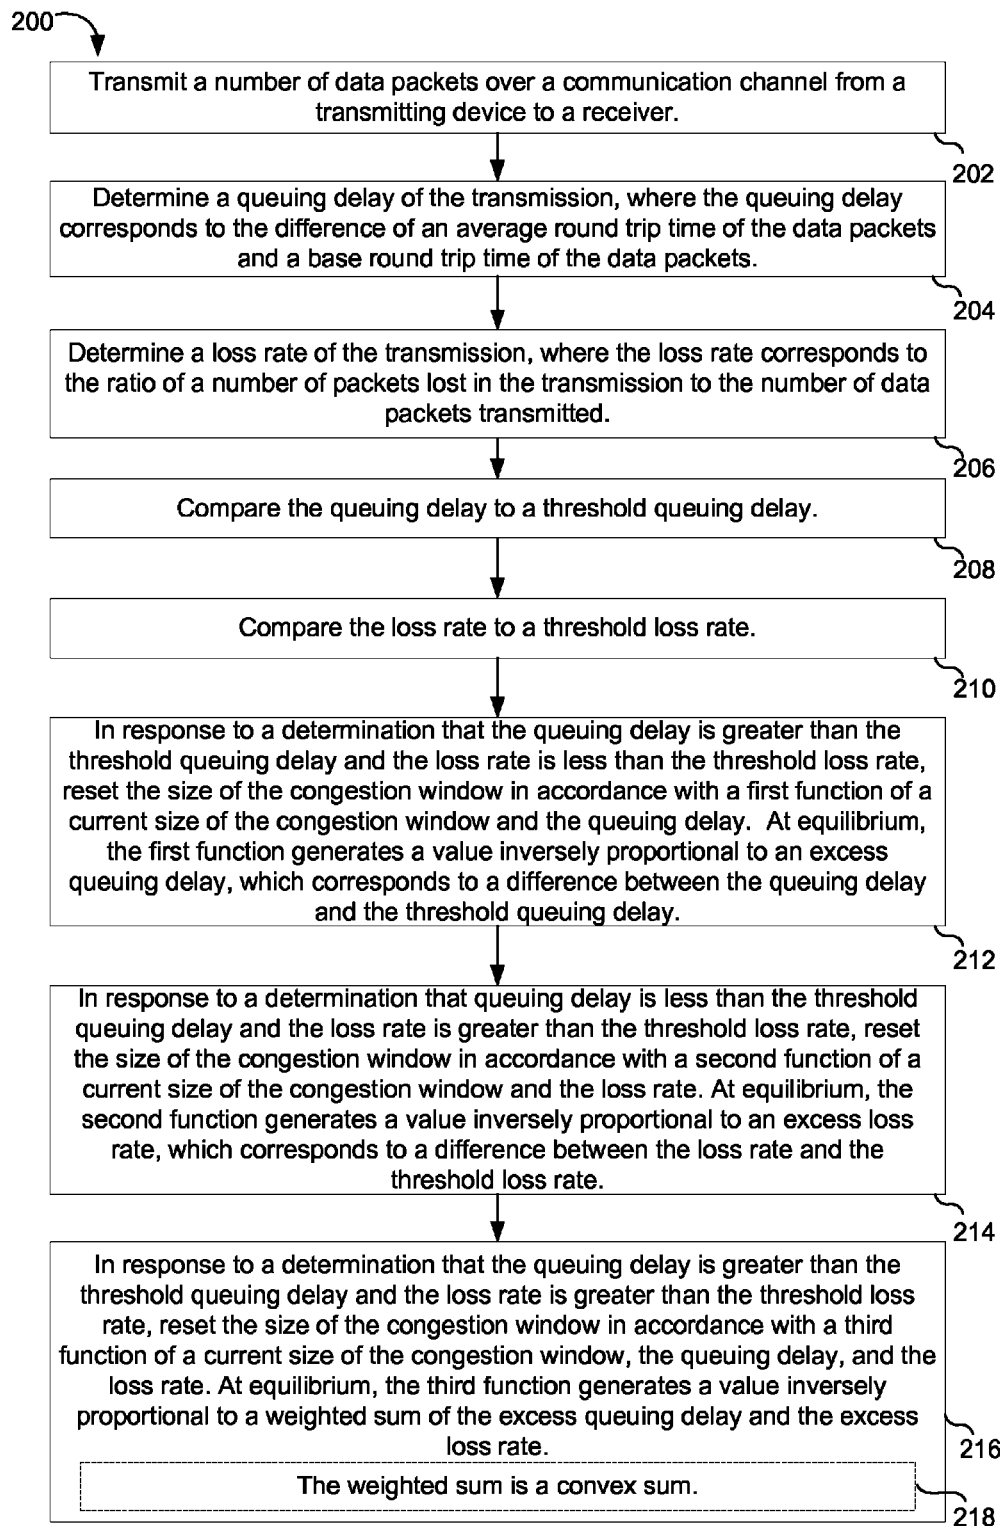 200
Transmit a number of data packets over a communication channel from a
transmitting device to a receiver.
202
Determine a queuing delay of the transmission, where the queuing delay
corresponds to the difference of an average round trip time of the data packets
and a base round trip time of the data packets.
204
Determine a loss rate of the transmission, where the loss rate corresponds to
the ratio of a number of packets lost in the transmission to the number of data
packets transmitted.
206
Compare the queuing delay to a threshold queuing delay.
208
Compare the loss rate to a threshold loss rate.
210
In response to a determination that the queuing delay is greater than the
threshold queuing delay and the loss rate is less than the threshold loss rate,
reset the size of the congestion window in accordance with a first function of a
current size of the congestion window and the queuing delay.  At equilibrium,
the first function generates a value inversely proportional to an excess
queuing delay, which corresponds to a difference between the queuing delay
and the threshold queuing delay.
212
In response to a determination that queuing delay is less than the threshold
queuing delay and the loss rate is greater than the threshold loss rate, reset
the size of the congestion window in accordance with a second function of a
current size of the congestion window and the loss rate. At equilibrium, the
second function generates a value inversely proportional to an excess loss
rate, which corresponds to a difference between the loss rate and the
threshold loss rate.
214
In response to a determination that the queuing delay is greater than the
threshold queuing delay and the loss rate is greater than the threshold loss
rate, reset the size of the congestion window in accordance with a third
function of a current size of the congestion window, the queuing delay, and the
loss rate. At equilibrium, the third function generates a value inversely
proportional to a weighted sum of the excess queuing delay and the excess
loss rate.
216
The weighted sum is a convex sum.
218